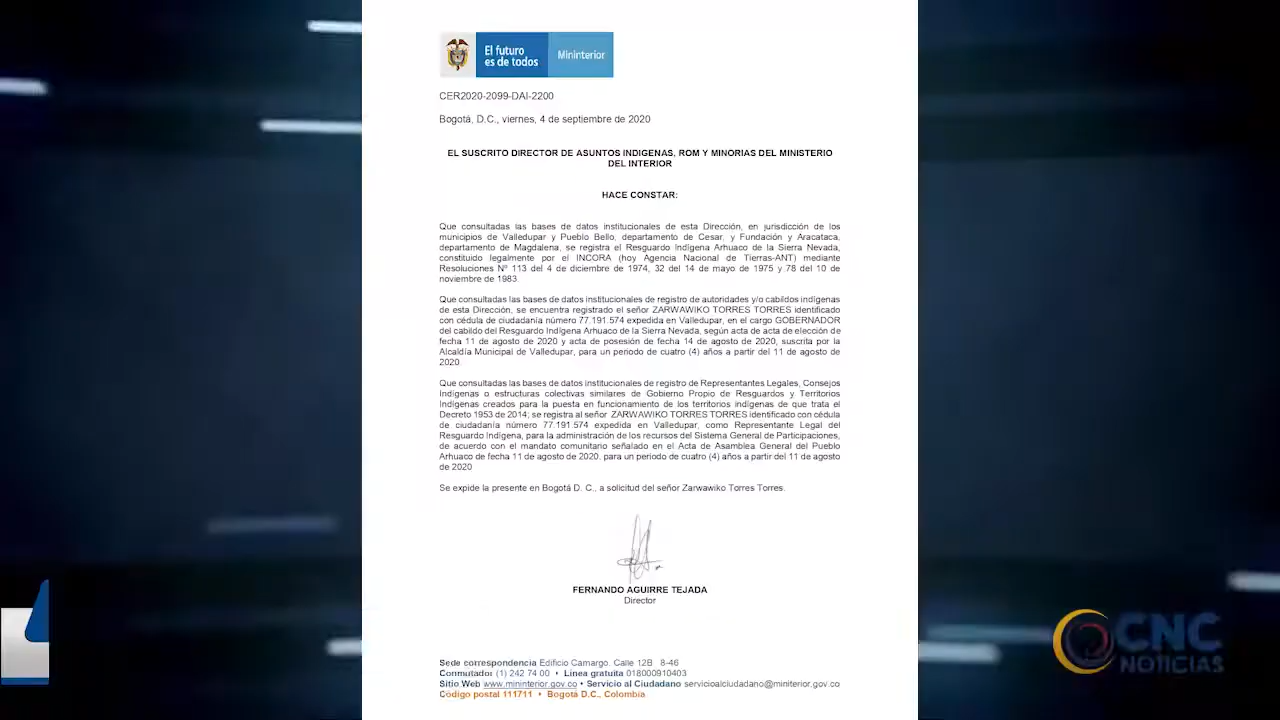 El futuro
es de todos
Mininterior
CER2020-2099-DAI-2200
Bogotá, D.C., viernes, 4 de septiembre de 2020
EL SUSCRITO DIRECTOR DE ASUNTOS INDIGENAS, ROM Y MINORIAS DEL MINISTERIO
DEL INTERIOR
HACE CONSTAR:
Que consultadas las bases de datos institucionales de esta Dirección, en jurisdicción de los
municipios de Valledupar y Pueblo Bello, departamento de Cesar, y Fundación y Aracataca,
departamento de Magdalena, se registra el Resguardo Indígena Arhuaco de la Sierra Nevada,
constituido legalmente por el INCORA (hoy Agencia Nacional de Tierras-ANT) mediante
Resoluciones Nº 113 del 4 de diciembre de 1974, 32 del 14 de mayo de 1975 y 78 del 10 de
noviembre de 1983.
Que consultadas las bases de datos institucionales de registro de autoridades y/o cabildos indígenas
de esta Dirección, se encuentra registrado el señor ZARWAWIKO TORRES TORRES identificado
con cédula de ciudadanía número 77.191.574 expedida en Valledupar, en el cargo GOBERNADOR
del cabildo del Resguardo Indígena Arhuaco de la Sierra Nevada, según acta de acta de elección de
fecha 11 de agosto de 2020 y acta de posesión de fecha 14 de agosto de 2020, suscrita por la
Alcaldía Municipal de Valledupar, para un periodo de cuatro (4) años a partir del 11 de agosto de
2020.
Que consultadas las bases de datos institucionales de registro de Representantes Legales, Consejos
Indígenas o estructuras colectivas similares de Gobierno Propio de Resguardos y Territorios
Indígenas creados para la puesta en funcionamiento de los territorios indígenas de que trata el
Decreto 1953 de 2014; se registra al señor ZARWAWIKO TORRES TORRES identificado con cédula
de ciudadanía número 77.191.574 expedida en Valledupar, como Representante Legal del
Resguardo Indígena, para la administración de los recursos del Sistema General de Participaciones,
de acuerdo con el mandato comunitario señalado en el Acta de Asamblea General del Pueblo
Arhuaco de fecha 11 de agosto de 2020, para un periodo de cuatro (4) años a partir del 11 de agosto
de 2020
Se expide la presente en Bogotá D. C., a solicitud del señor Zarwawiko Torres Torres.
FERNANDO AGUIRRE TEJADA
Director
Sede correspondencia Edificio Camargo. Calle 12B 8-46
Conmutador (1) 242 74 00 • Línea gratuita 018000910403
Sitio Web www.mininterior.gov.co • Servicio al Ciudadano servicioalciudadano@miniterior.gov.co
Código postal 111711 • Bogotá D.C., Colombia
CNC
NOTICIAS